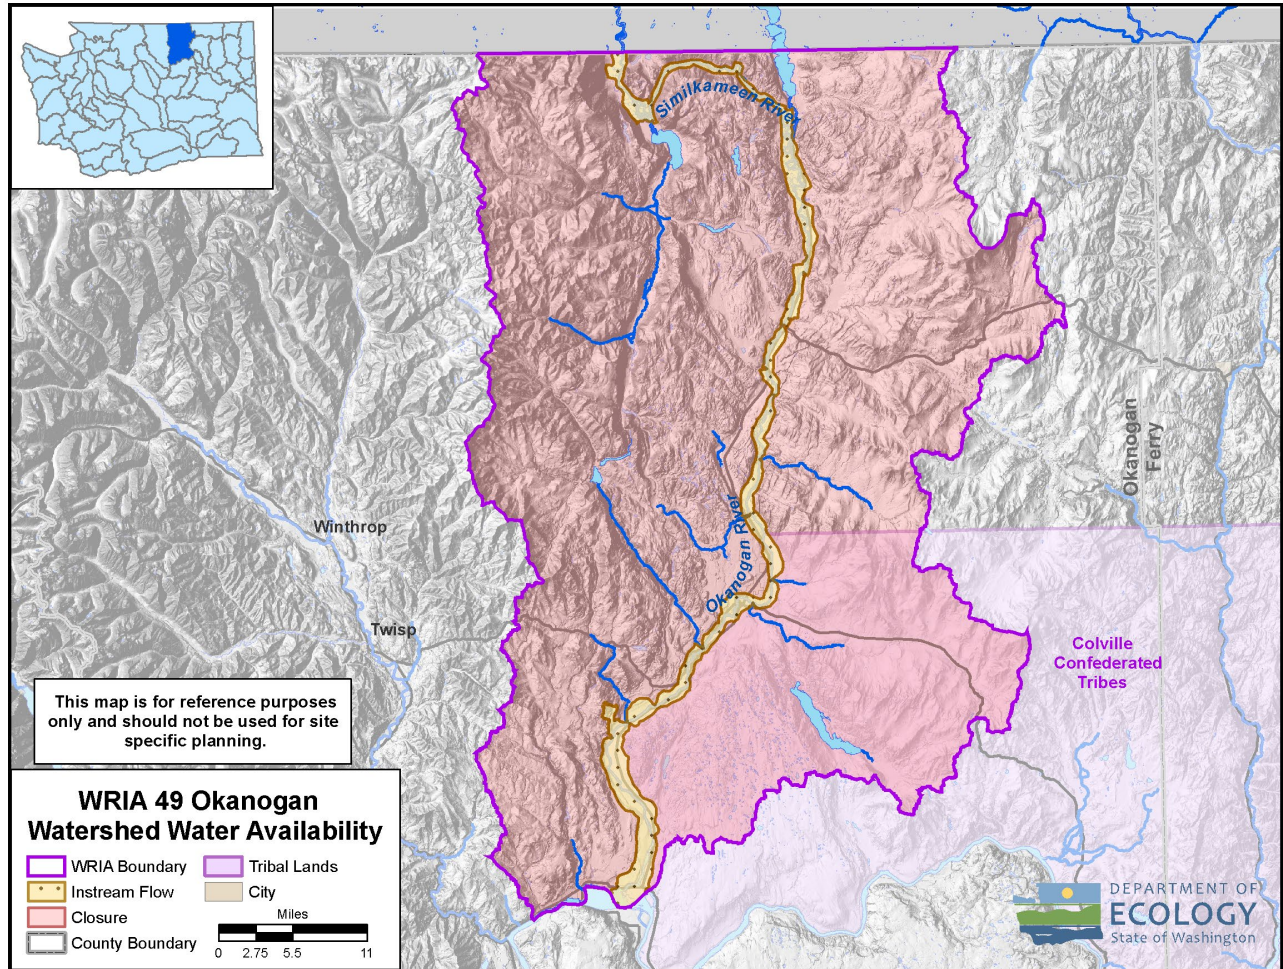 Similkameen River
Okanogan
Ferry
Winthrop
Okanogan River
Twisp
Colville
Confederated
Tribes
This map is for reference purposes
only and should not be used for site
specific planning.
WRIA 49 Okanogan
Watershed Water Availability
WRIA Boundary
Tribal Lands
Instream Flow
City
Closure
County Boundary
Miles
0 2.75 5.5 11
DEPARTMENT OF
ECOLOGY
State of Washington